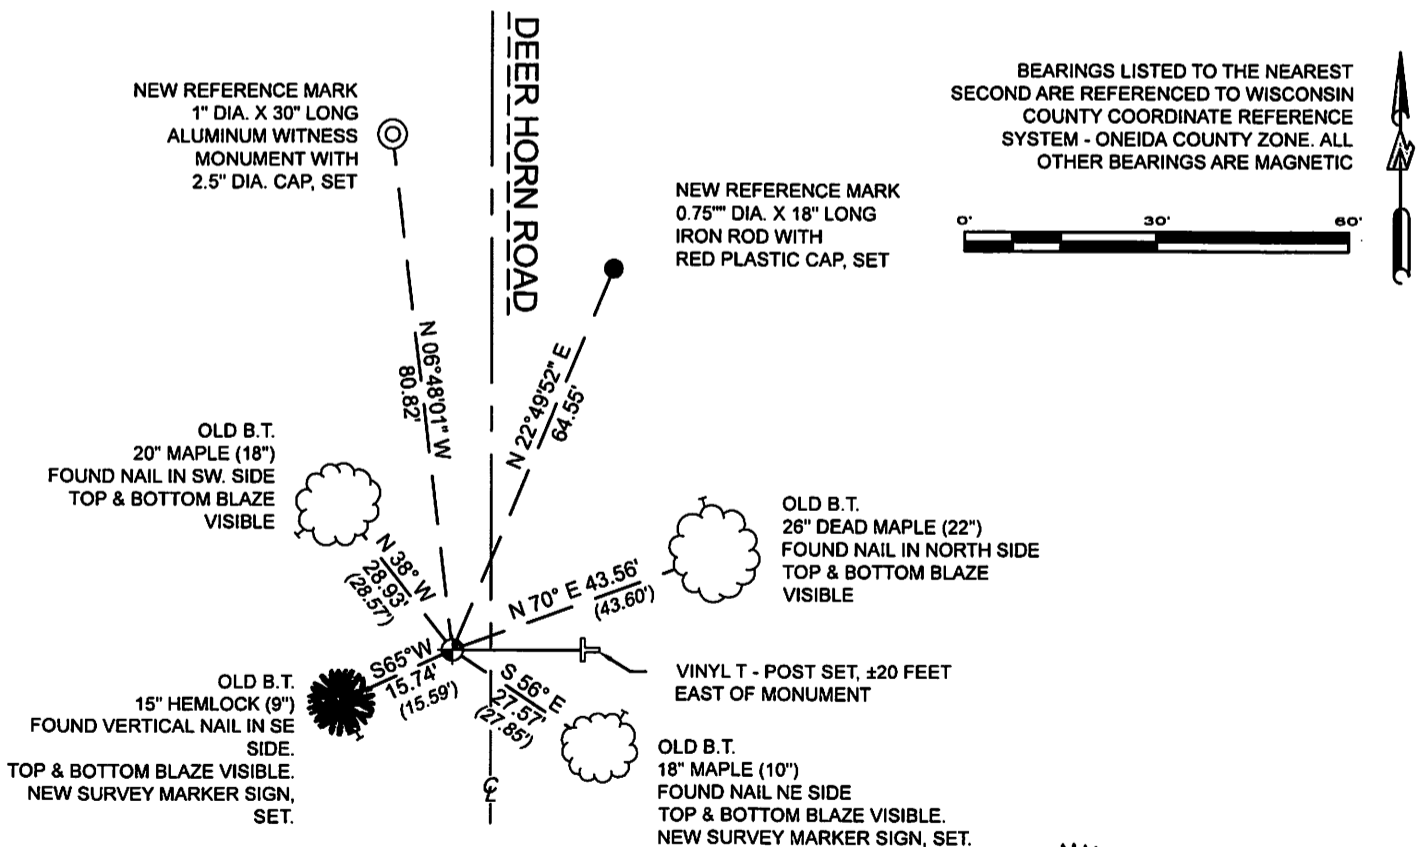 DEER HORN ROAD
NEW REFERENCE MARK
1" DIA. X 30" LONG
ALUMINUM WITNESS
MONUMENT WITH
2.5" DIA. CAP, SET
BEARINGS LISTED TO THE NEAREST
SECOND ARE REFERENCED TO WISCONSIN
COUNTY COORDINATE REFERENCE
SYSTEM - ONEIDA COUNTY ZONE. ALL
OTHER BEARINGS ARE MAGNETIC
N
NEW REFERENCE MARK
0.75"" DIA. X 18" LONG
IRON ROD WITH
RED PLASTIC CAP, SET
0' 30' 60'
N 06°48'01" W
80.82'
N 22°49'52" E
64.55'
OLD B.T.
20" MAPLE (18")
FOUND NAIL IN SW. SIDE
TOP & BOTTOM BLAZE
VISIBLE
N 38° W
28.93'
(28.57')
OLD B.T.
26" DEAD MAPLE (22")
FOUND NAIL IN NORTH SIDE
TOP & BOTTOM BLAZE
VISIBLE
N 70° E 43.56'
(43.60')
S65°W
15.74'
(15.59')
OLD B.T.
15" HEMLOCK (9")
FOUND VERTICAL NAIL IN SE
SIDE.
TOP & BOTTOM BLAZE VISIBLE.
NEW SURVEY MARKER SIGN,
SET.
S 56° E
27.57'
(27.85')
VINYL T - POST SET, ±20 FEET
EAST OF MONUMENT
OLD B.T.
18" MAPLE (10")
FOUND NAIL NE SIDE
TOP & BOTTOM BLAZE VISIBLE.
NEW SURVEY MARKER SIGN, SET.
℄